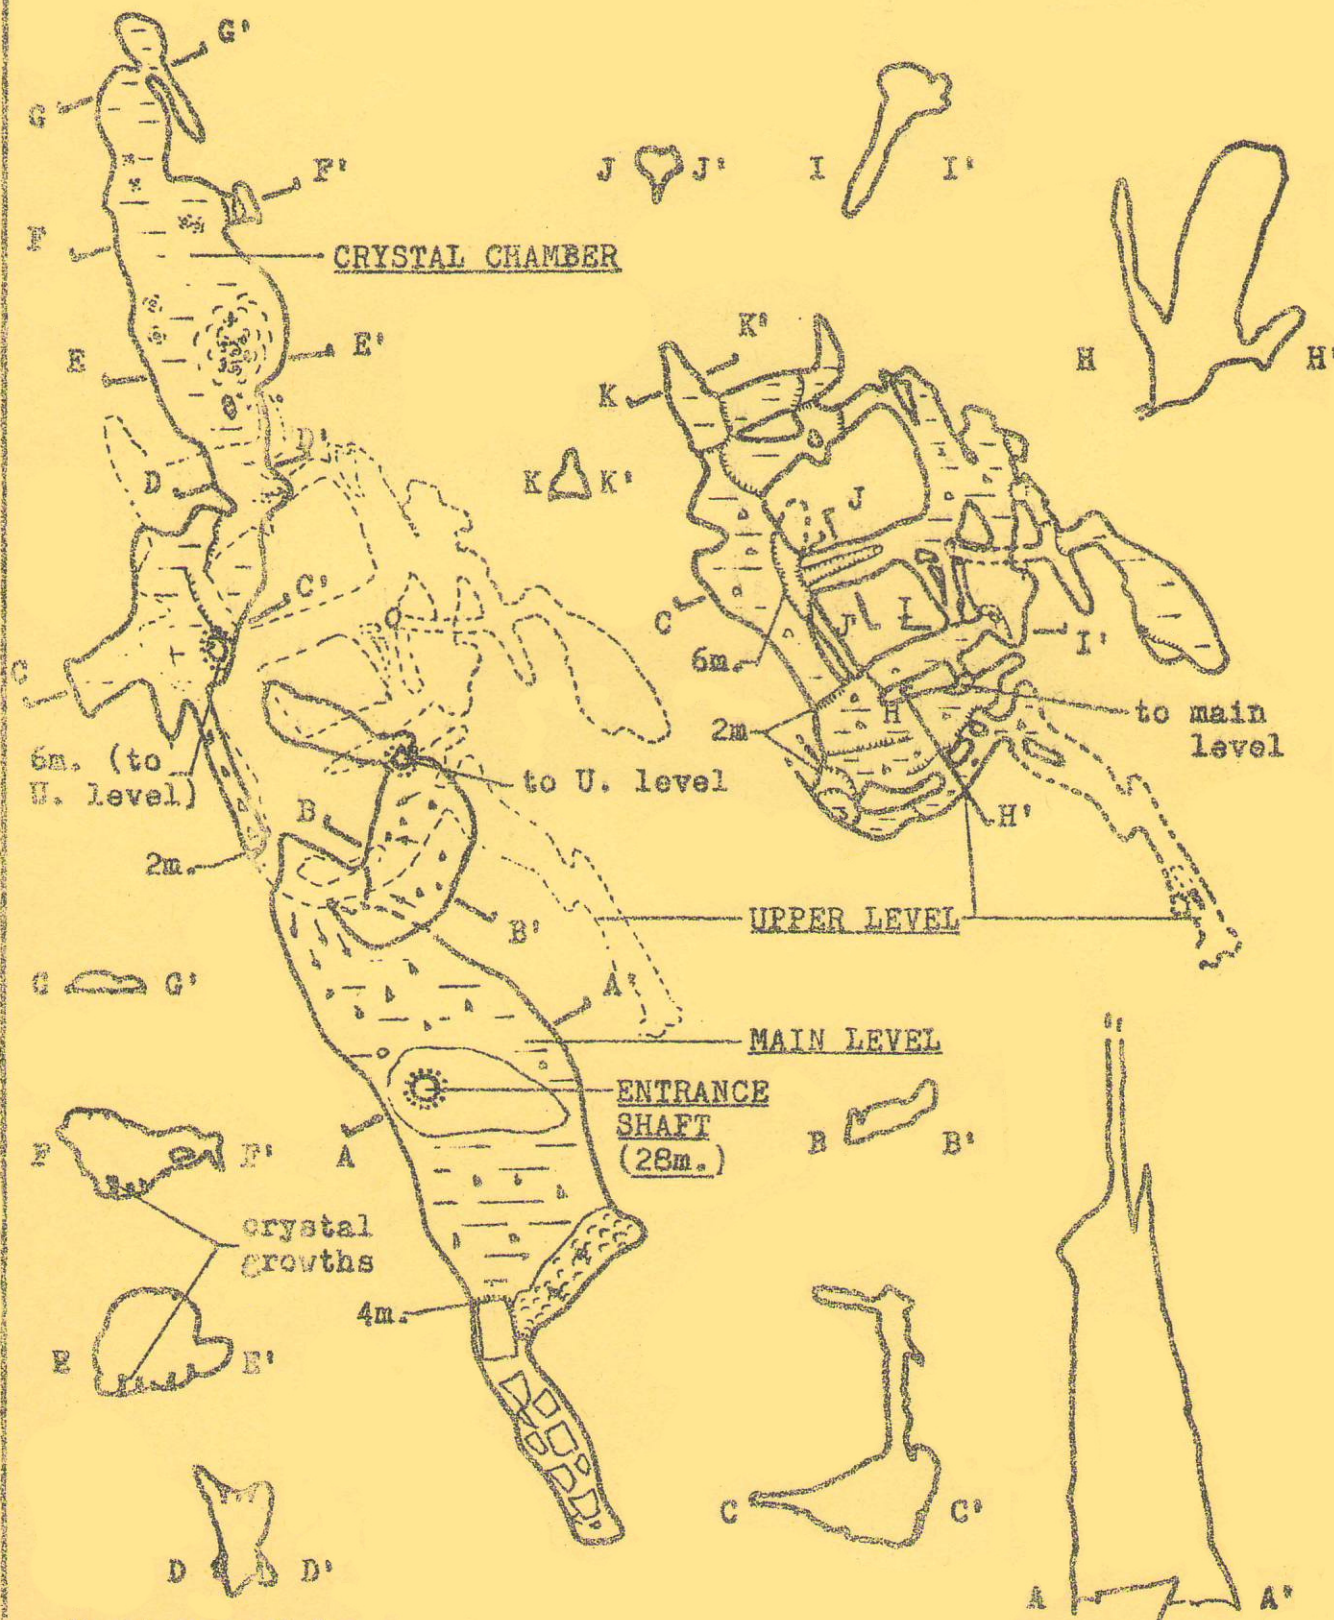 G'
G
J J'
I I'
F'
F
CRYSTAL CHAMBER
K'
E'
E
H H'
K
D'
K K'
D
J
C'
C
J' I
I'
C
6m.
H
to main
level
2m
6m. (to
U. level)
to U. level
B
H'
2m.
UPPER LEVEL
B'
G G'
A'
MAIN LEVEL
ENTRANCE
SHAFT
(28m.)
F F'
A
B B'
crystal
growths
4m.
E E'
C C'
D D'
A A'